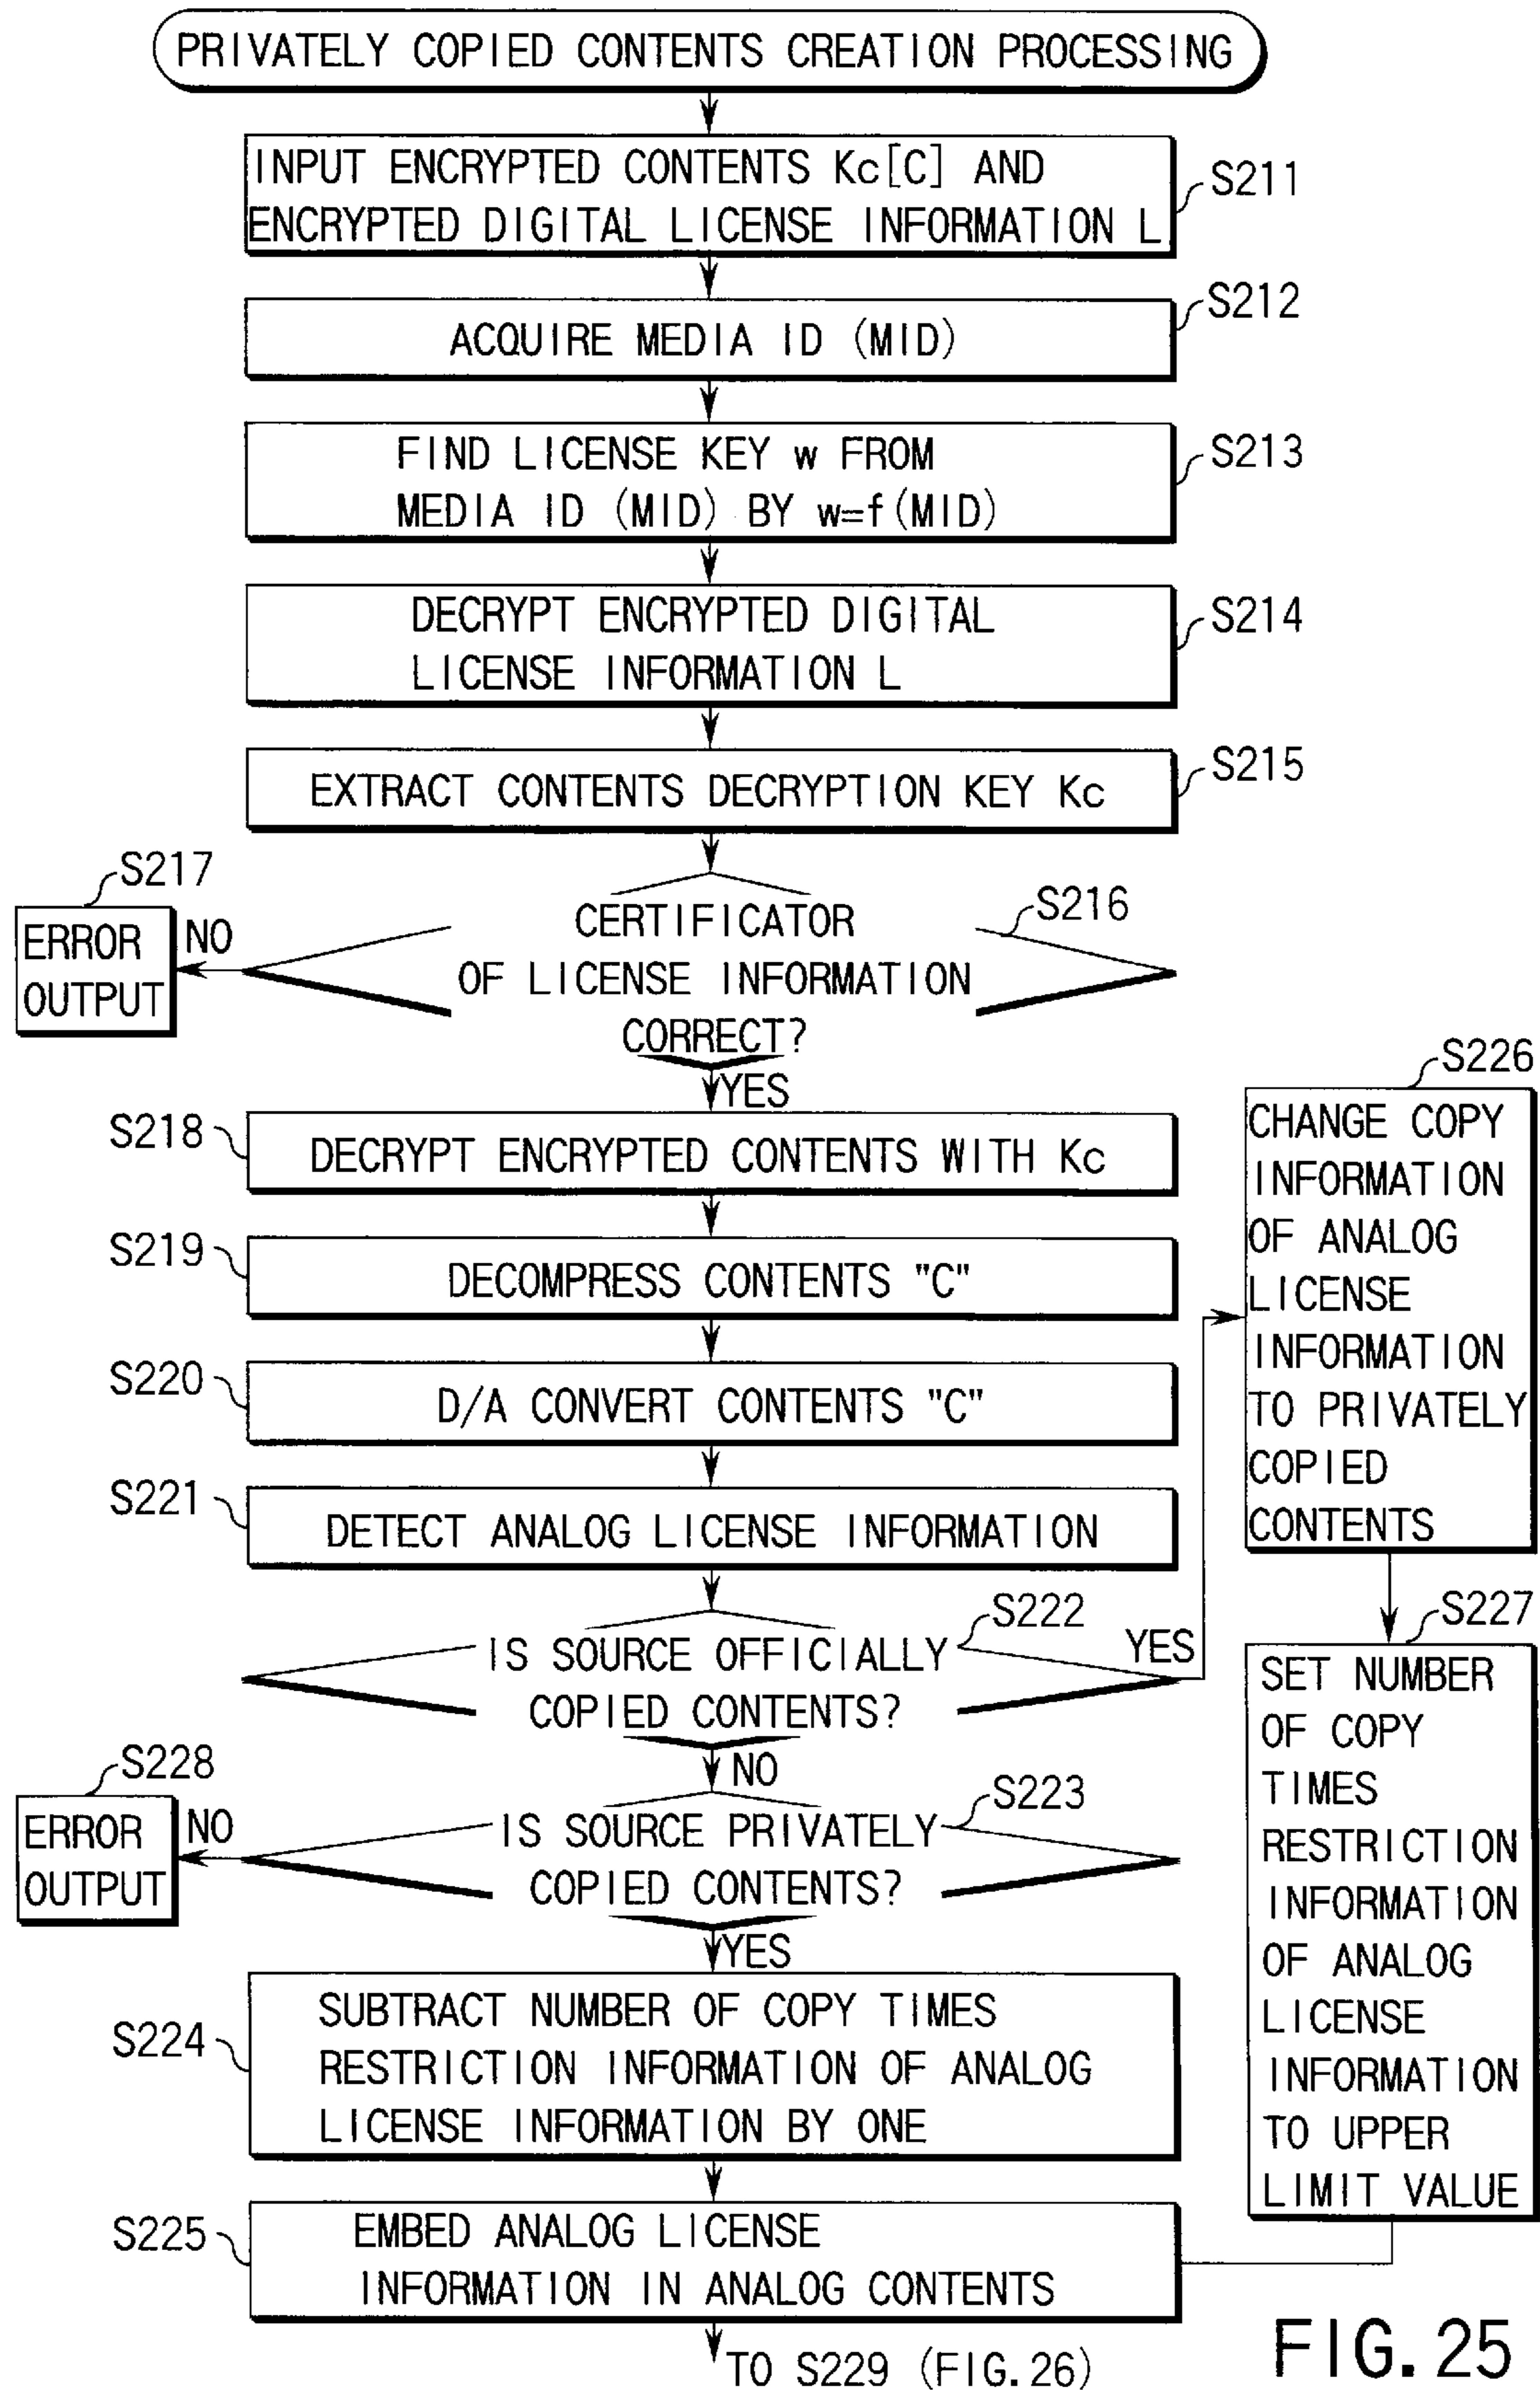 PRIVATELY COPIED CONTENTS CREATION PROCESSING
INPUT ENCRYPTED CONTENTS Kc[C] AND
ENCRYPTED DIGITAL LICENSE INFORMATION L
S211
ACQUIRE MEDIA ID (MID)
S212
FIND LICENSE KEY w FROM
MEDIA ID (MID) BY w=f(MID)
S213
DECRYPT ENCRYPTED DIGITAL
LICENSE INFORMATION L
S214
EXTRACT CONTENTS DECRYPTION KEY Kc
S215
CERTIFICATOR
OF LICENSE INFORMATION
CORRECT?
S216
NO
S217
ERROR
OUTPUT
YES
S218
DECRYPT ENCRYPTED CONTENTS WITH Kc
S219
DECOMPRESS CONTENTS "C"
S220
D/A CONVERT CONTENTS "C"
S221
DETECT ANALOG LICENSE INFORMATION
S222
IS SOURCE OFFICIALLY
COPIED CONTENTS?
YES
NO
S223
IS SOURCE PRIVATELY
COPIED CONTENTS?
NO
S228
ERROR
OUTPUT
YES
S224
SUBTRACT NUMBER OF COPY TIMES
RESTRICTION INFORMATION OF ANALOG
LICENSE INFORMATION BY ONE
S225
EMBED ANALOG LICENSE
INFORMATION IN ANALOG CONTENTS
TO S229 (FIG.26)
S226
CHANGE COPY
INFORMATION
OF ANALOG
LICENSE
INFORMATION
TO PRIVATELY
COPIED
CONTENTS
S227
SET NUMBER
OF COPY
TIMES
RESTRICTION
INFORMATION
OF ANALOG
LICENSE
INFORMATION
TO UPPER
LIMIT VALUE
FIG.25